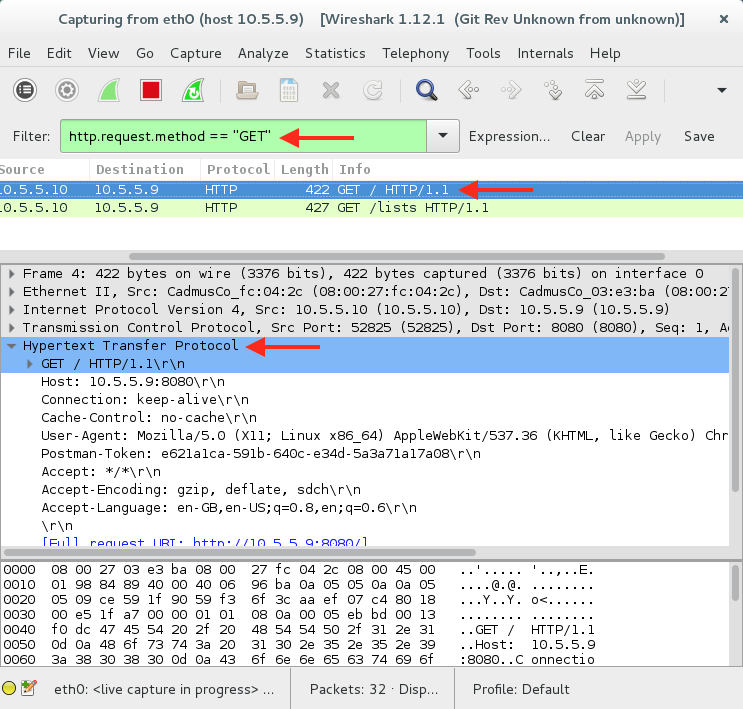 Capturing from eth0 (host 10.5.5.9) [Wireshark 1.12.1 (Git Rev Unknown from unknown)]
File Edit View Go Capture Analyze Statistics Telephony Tools Internals Help
Filter: http.request.method == "GET" Expression... Clear Apply Save
Source Destination Protocol Length Info
10.5.5.10 10.5.5.9 HTTP 422 GET / HTTP/1.1
10.5.5.10 10.5.5.9 HTTP 427 GET /lists HTTP/1.1
Frame 4: 422 bytes on wire (3376 bits), 422 bytes captured (3376 bits) on interface 0
Ethernet II, Src: CadmusCo_fc:04:2c (08:00:27:fc:04:2c), Dst: CadmusCo_03:e3:ba (08:00:2
Internet Protocol Version 4, Src: 10.5.5.10 (10.5.5.10), Dst: 10.5.5.9 (10.5.5.9)
Transmission Control Protocol, Src Port: 52825 (52825), Dst Port: 8080 (8080), Seq: 1, A
Hypertext Transfer Protocol
GET / HTTP/1.1\r\n
Host: 10.5.5.9:8080\r\n
Connection: keep-alive\r\n
Cache-Control: no-cache\r\n
User-Agent: Mozilla/5.0 (X11; Linux x86_64) AppleWebKit/537.36 (KHTML, like Gecko) Chr
Postman-Token: e621a1ca-591b-640c-e34d-5a3a71a17a08\r\n
Accept: */*\r\n
Accept-Encoding: gzip, deflate, sdch\r\n
Accept-Language: en-GB,en-US;q=0.8,en;q=0.6\r\n
\r\n
[Full request URI: http://10.5.5.9:8080/]
0000 08 00 27 03 e3 ba 08 00 27 fc 04 2c 08 00 45 00 ..'..... '..,..E.
0010 01 98 84 89 40 00 40 06 96 ba 0a 05 05 0a 0a 05 ....@.@. ........
0020 05 09 ce 59 1f 90 59 f3 6f 3c aa ef 07 c4 80 18 ...Y..Y. o<......
0030 00 e5 1f a7 00 00 01 01 08 0a 00 05 eb bd 00 13 ........ ........
0040 f0 dc 47 45 54 20 2f 20 48 54 54 50 2f 31 2e 31 ..GET / HTTP/1.1
0050 0d 0a 48 6f 73 74 3a 20 31 30 2e 35 2e 35 2e 39 ..Host: 10.5.5.9
0060 3a 38 30 38 30 0d 0a 43 6f 6e 6e 65 63 74 69 6f :8080..C onnectio
eth0: <live capture in progress> ... Packets: 32 · Disp... Profile: Default